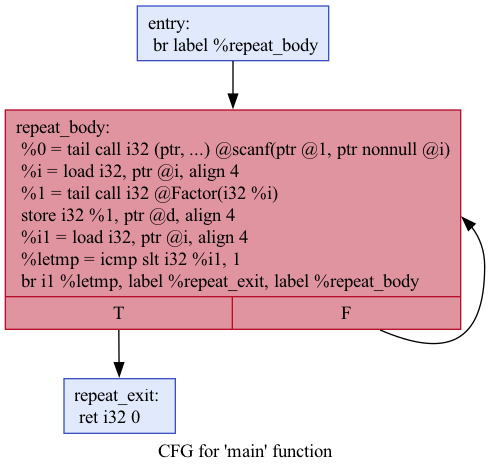 entry:
br label %repeat_body
repeat_body:
%0 = tail call i32 (ptr, ...) @scanf(ptr @1, ptr nonnull @i)
%i = load i32, ptr @i, align 4
%1 = tail call i32 @Factor(i32 %i)
store i32 %1, ptr @d, align 4
%i1 = load i32, ptr @i, align 4
%letmp = icmp slt i32 %i1, 1
br i1 %letmp, label %repeat_exit, label %repeat_body
T
F
repeat_exit:
ret i32 0
CFG for 'main' function